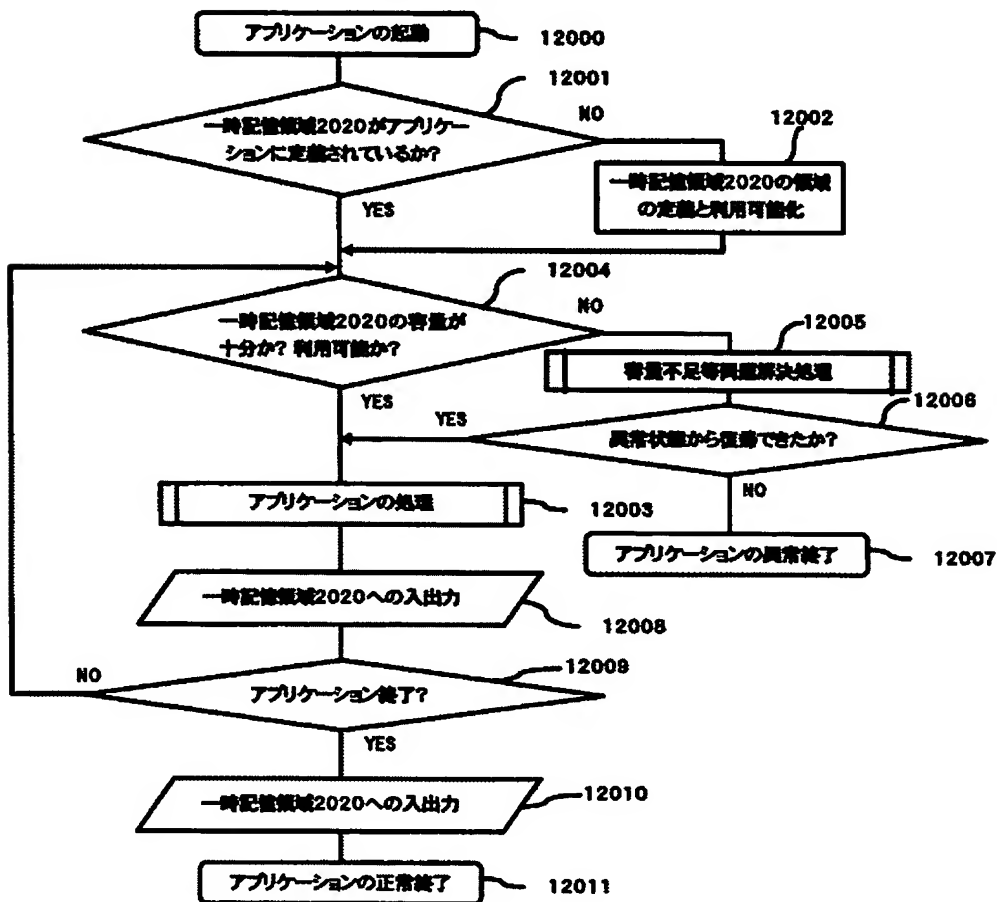 アプリケーションの起動
12000
12001
一時記憶領域2020がアプリケー
ションに定義されているか?
NO
YES
12002
一時記憶領域2020の領域
の定義と利用可能化
12004
一時記憶領域2020の容量が
十分か? 利用可能か?
NO
YES
12005
容量不足等問題解決処理
12006
異常状態から復帰できたか?
YES
NO
アプリケーションの処理
12003
アプリケーションの異常終了
12007
一時記憶領域2020への入出力
12008
12009
アプリケーション終了?
NO
YES
一時記憶領域2020への入出力
12010
アプリケーションの正常終了
12011